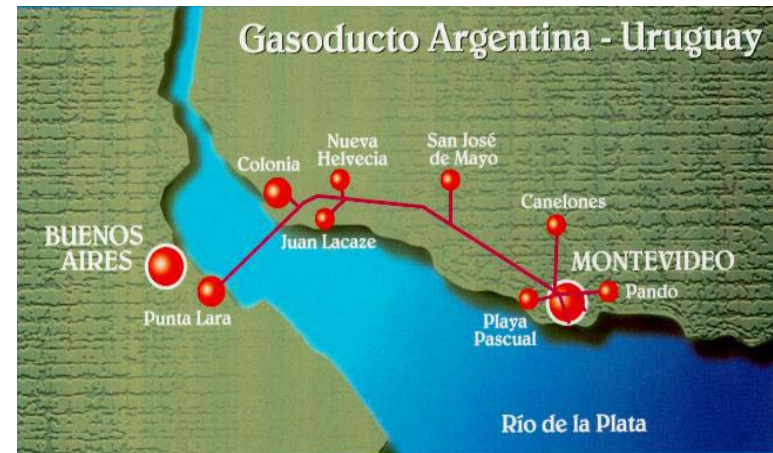 Gasoducto Argentina - Uruguay
Nueva
Helvecia
San José
de Mayo
Colonia
Canelones
Juan Lacaze
BUENOS
AIRES
MONTEVIDEO
Punta Lara
Playa
Pascual
Pando
Río de la Plata